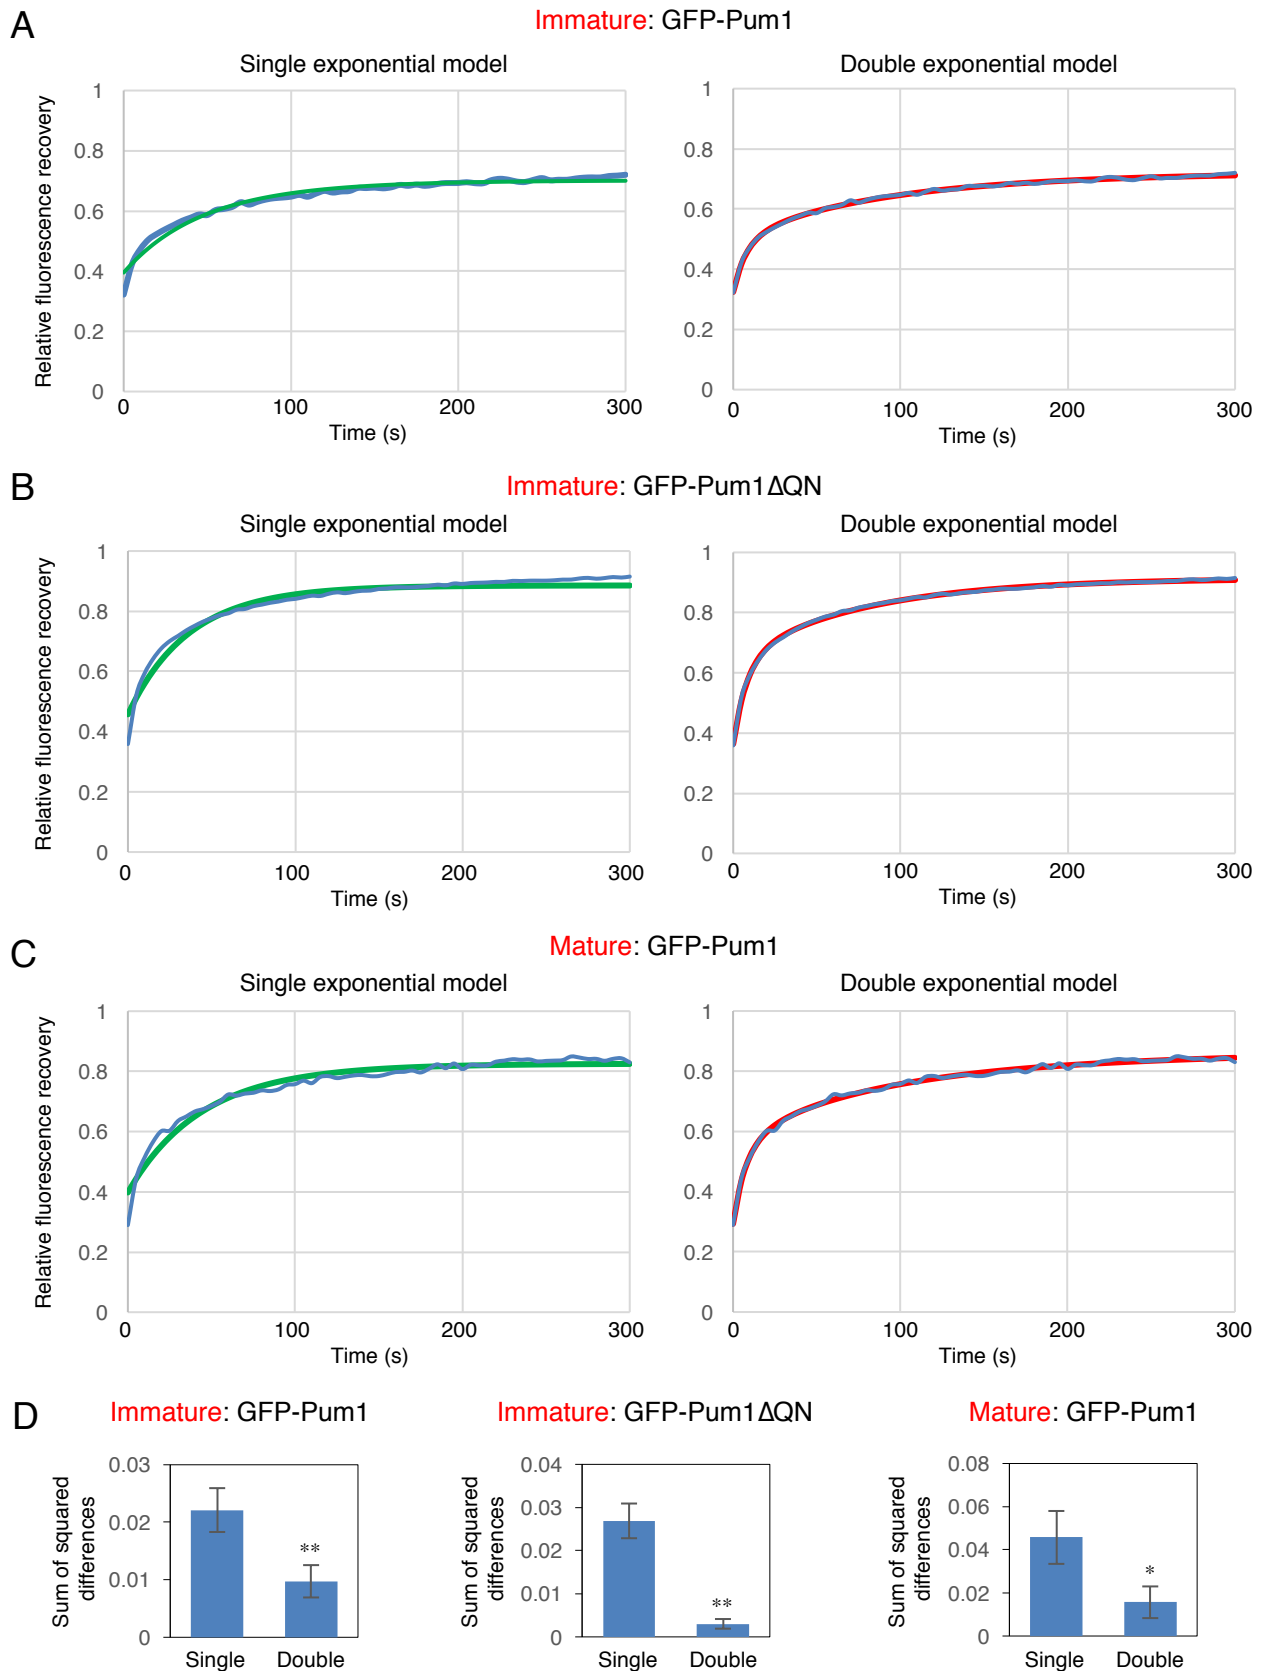 A
Immature: GFP-Pum1
Single exponential model
Double exponential model
Relative fluorescence recovery
1
0.8
0.6
0.4
0.2
0
0 100 200 300
Time (s)
1
0.8
0.6
0.4
0.2
0
0 100 200 300
Time (s)
B
Immature: GFP-Pum1ΔQN
Single exponential model
Double exponential model
Relative fluorescence recovery
1
0.8
0.6
0.4
0.2
0
0 100 200 300
Time (s)
1
0.8
0.6
0.4
0.2
0
0 100 200 300
Time (s)
C
Mature: GFP-Pum1
Single exponential model
Double exponential model
Relative fluorescence recovery
1
0.8
0.6
0.4
0.2
0
0 100 200 300
Time (s)
1
0.8
0.6
0.4
0.2
0
0 100 200 300
Time (s)
D
Immature: GFP-Pum1
Sum of squared
differences
0.03
0.02
0.01
0
**
Single Double
Immature: GFP-Pum1ΔQN
Sum of squared
differences
0.04
0.03
0.02
0.01
0
**
Single Double
Mature: GFP-Pum1
Sum of squared
differences
0.08
0.06
0.04
0.02
0
*
Single Double